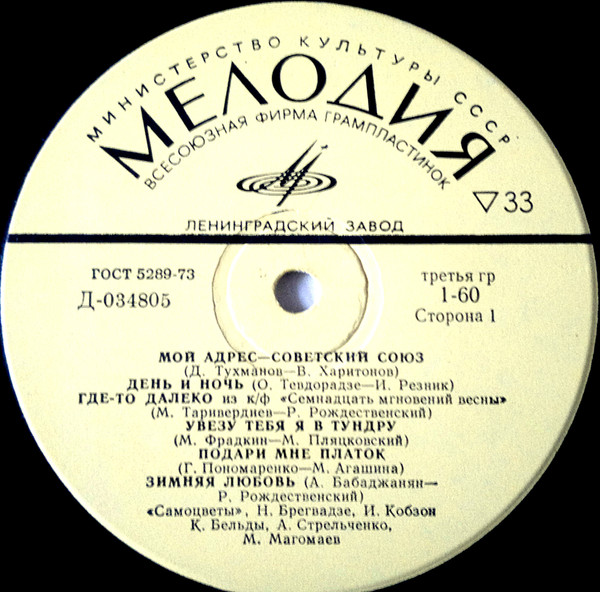 МИНИСТЕРСТВО КУЛЬТУРЫ СССР
МЕЛОДИЯ
ВСЕСОЮЗНАЯ ФИРМА ГРАМПЛАСТИНОК
▽33
ЛЕНИНГРАДСКИЙ ЗАВОД
ГОСТ 5289-73
третья гр
Д-034805
1-60
Сторона 1
МОЙ АДРЕС—СОВЕТСКИЙ СОЮЗ
(Д. Тухманов—В. Харитонов)
ДЕНЬ И НОЧЬ (О. Тевдорадзе—И. Резник)
ГДЕ-ТО ДАЛЕКО из к/ф «Семнадцать мгновений весны»
(М. Таривердиев—Р. Рождественский)
УВЕЗУ ТЕБЯ Я В ТУНДРУ
(М. Фрадкин—М. Пляцковский)
ПОДАРИ МНЕ ПЛАТОК
(Г. Пономаренко—М. Агашина)
ЗИМНЯЯ ЛЮБОВЬ (А. Бабаджанян—
Р. Рождественский)
«Самоцветы», Н. Брегвадзе, И. Кобзон
К. Бельды, А. Стрельченко,
М. Магомаев